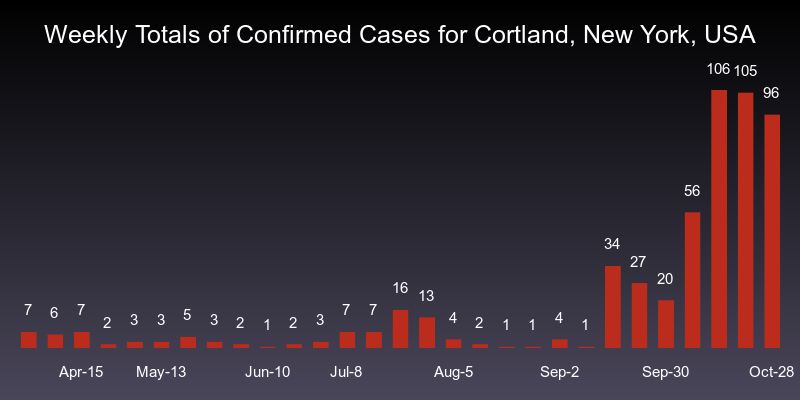 Weekly Totals of Confirmed Cases for Cortland, New York, USA
7 6 7 2 3 3 5 3 2 1 2 3 7 7 16 13 4 2 1 1 4 1 34 27 20 56 106 105 96
Apr-15 May-13 Jun-10 Jul-8 Aug-5 Sep-2 Sep-30 Oct-28